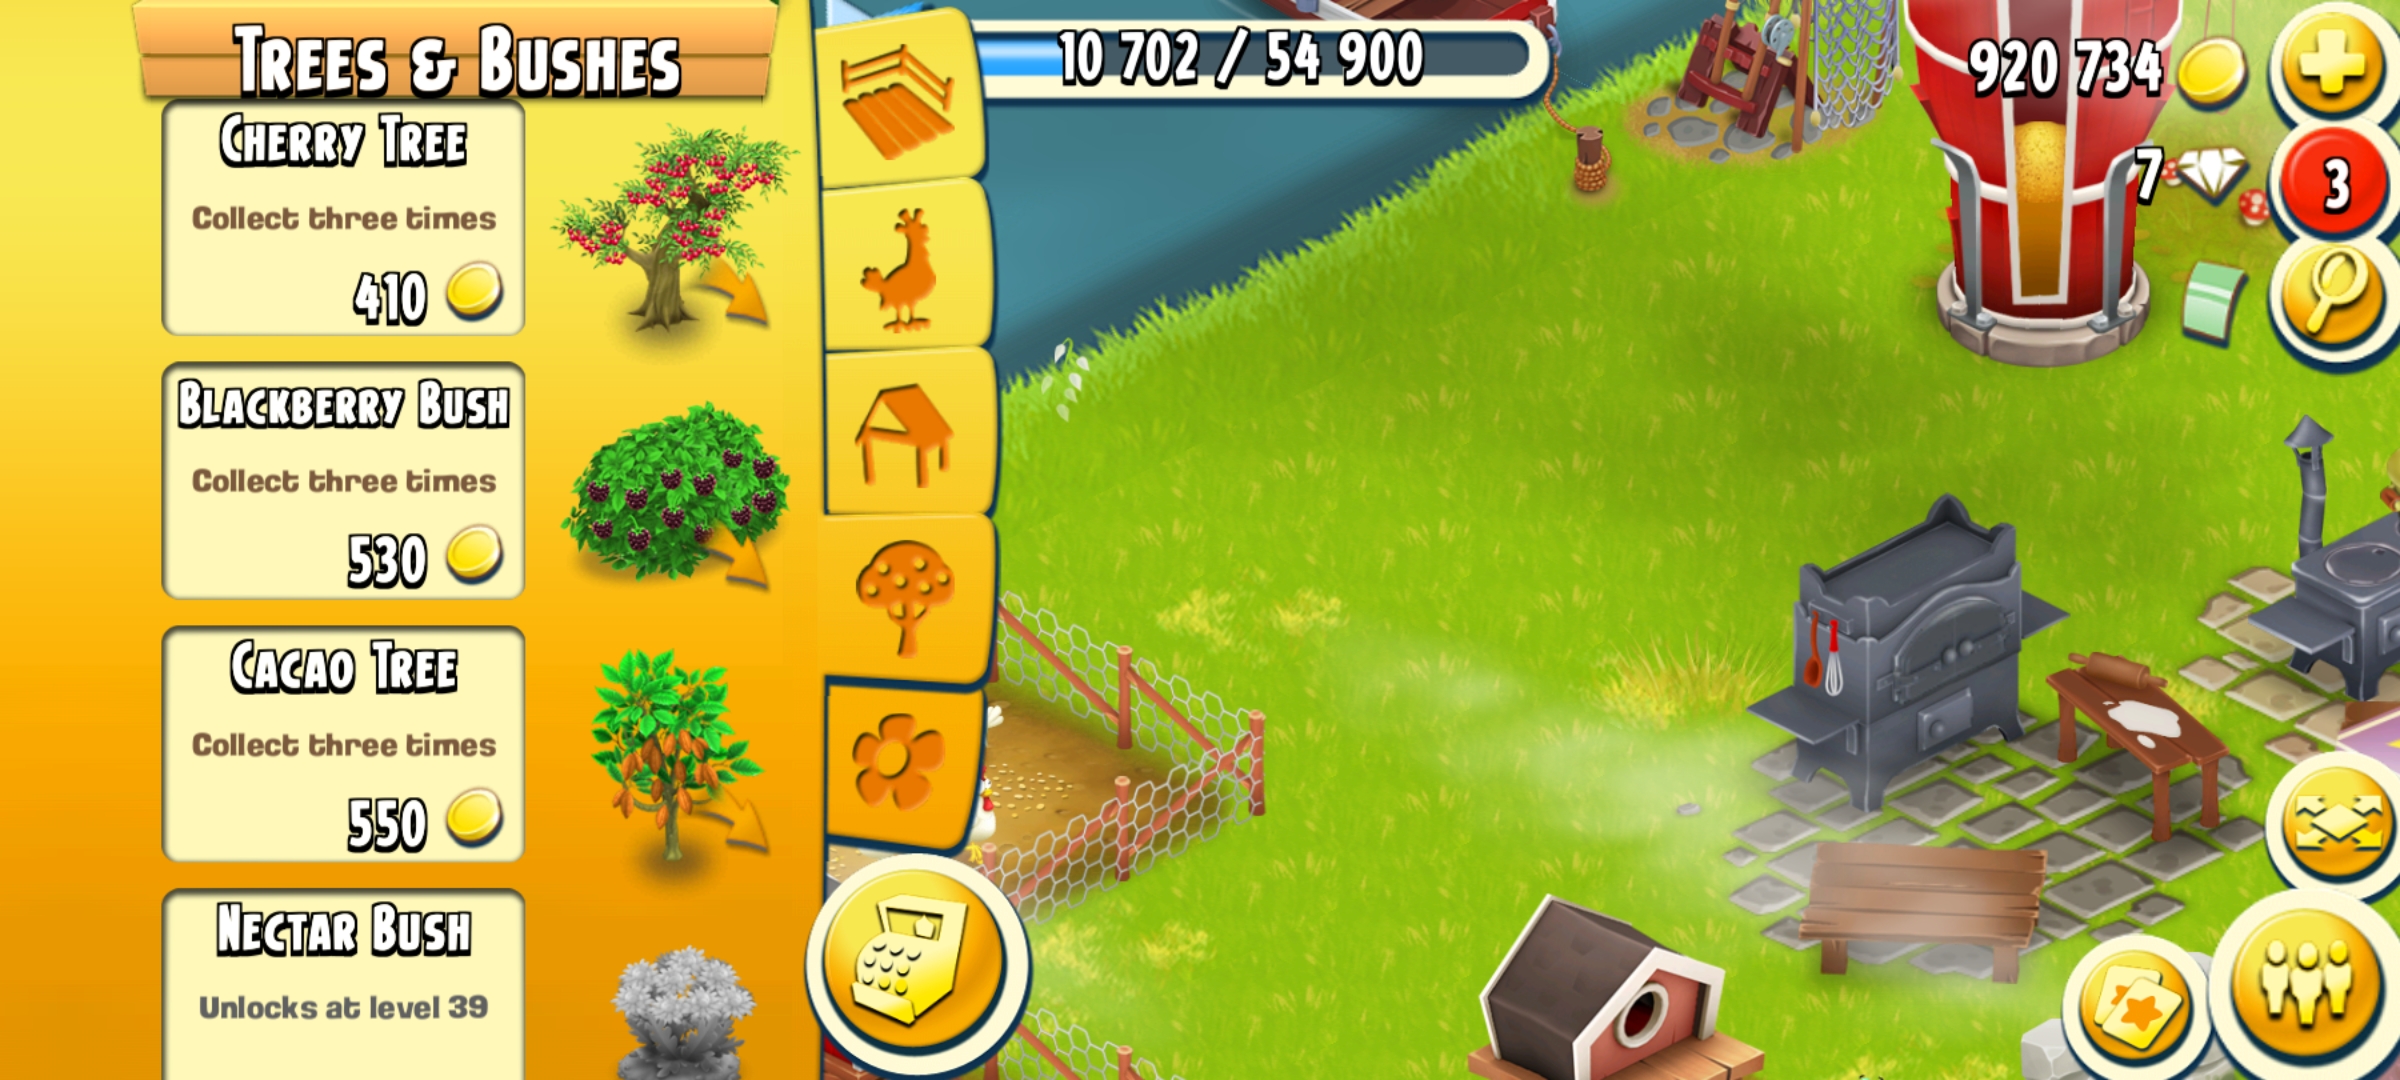 Trees & Bushes
Cherry Tree
Collect three times
410
Blackberry Bush
Collect three times
530
Cacao Tree
Collect three times
550
Nectar Bush
Unlocks at level 39
10 702 / 54 900
920 734
7
3